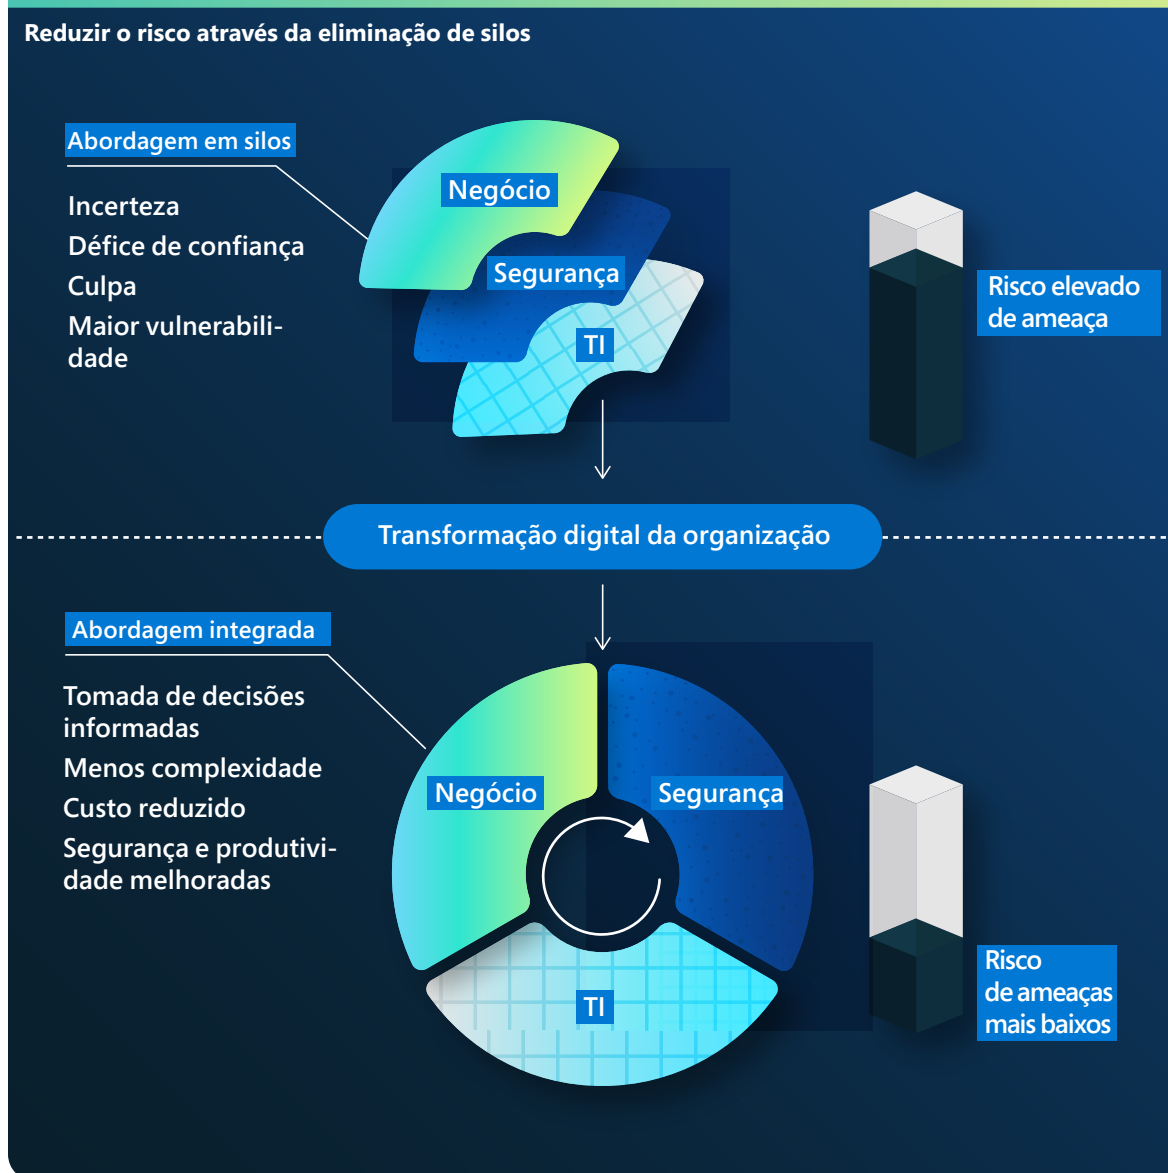 Reduzir o risco através da eliminação de silos
Abordagem em silos
Incerteza
Défice de confiança
Culpa
Maior vulnerabili-
dade
Negócio
Segurança
TI
Risco elevado
de ameaça
Transformação digital da organização
Abordagem integrada
Tomada de decisões
informadas
Menos complexidade
Custo reduzido
Segurança e produtivi-
dade melhoradas
Negócio
Segurança
TI
Risco
de ameaças
mais baixos